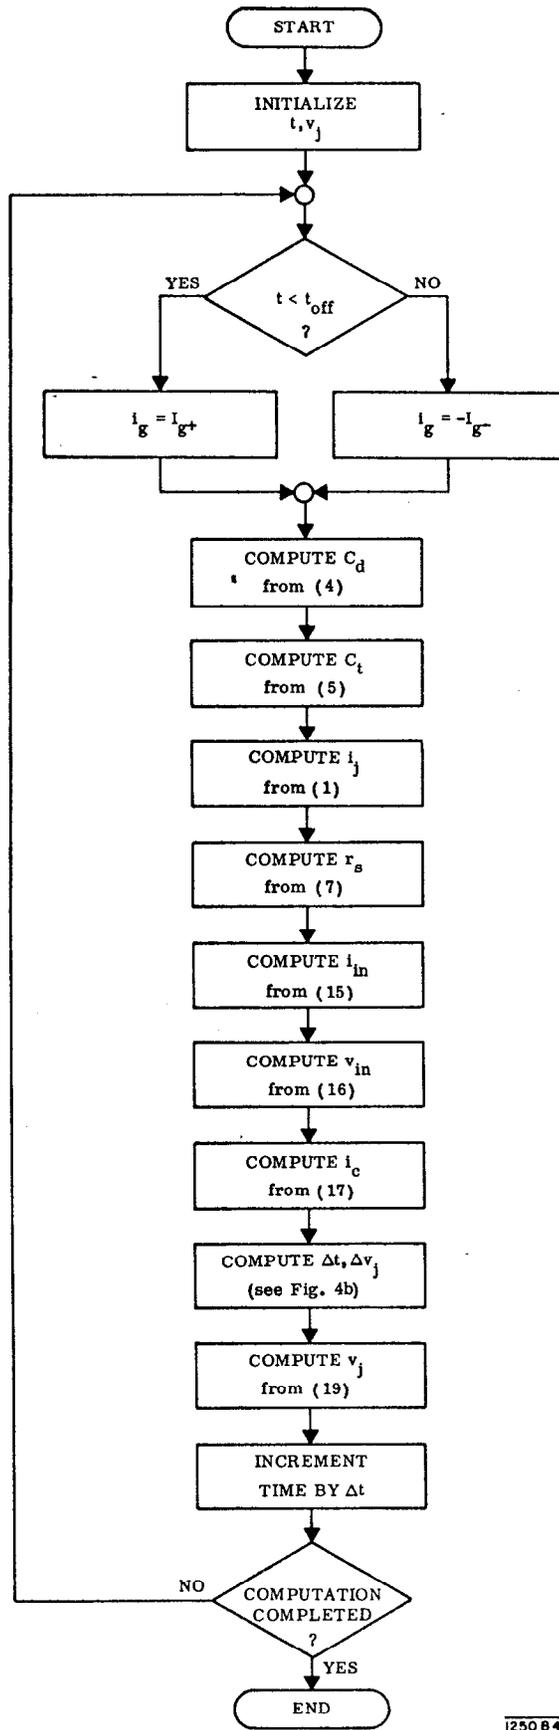 START
INITIALIZE
t, v_j
YES
NO
t < t_off
?
i_g = I_g+
i_g = -I_g-
COMPUTE C_d
from (4)
COMPUTE C_t
from (5)
COMPUTE i_j
from (1)
COMPUTE r_s
from (7)
COMPUTE i_in
from (15)
COMPUTE v_in
from (16)
COMPUTE i_c
from (17)
COMPUTE Δt, Δv_j
(see Fig. 4b)
COMPUTE v_j
from (19)
INCREMENT
TIME BY Δt
NO
COMPUTATION
COMPLETED
?
YES
END